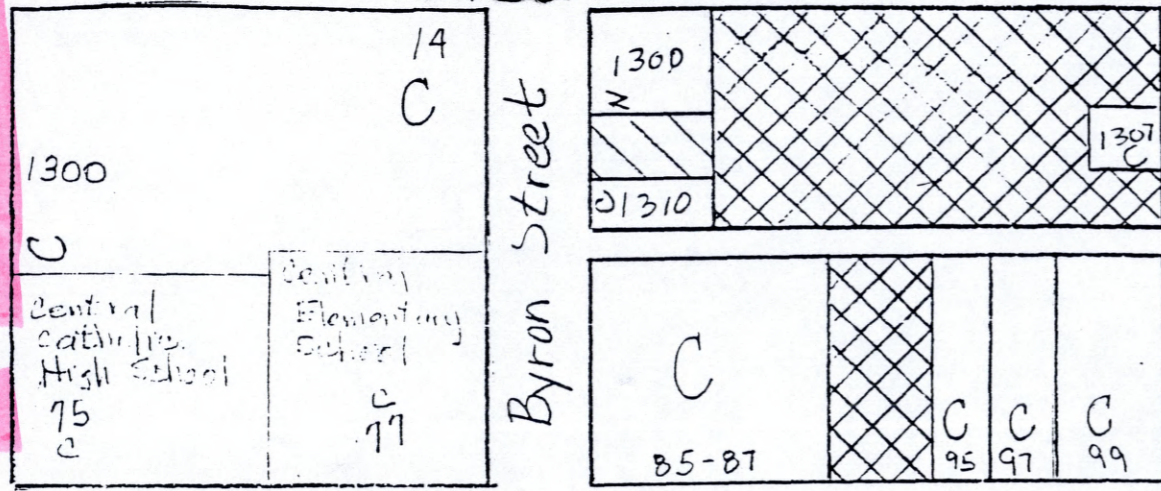 14
C
1300
C
Central
Catholic
High School
75
C
Elementary
School
C
77
Byron Street
1300
N
1310
1307
C
C
85-87
C
95
C
97
C
99